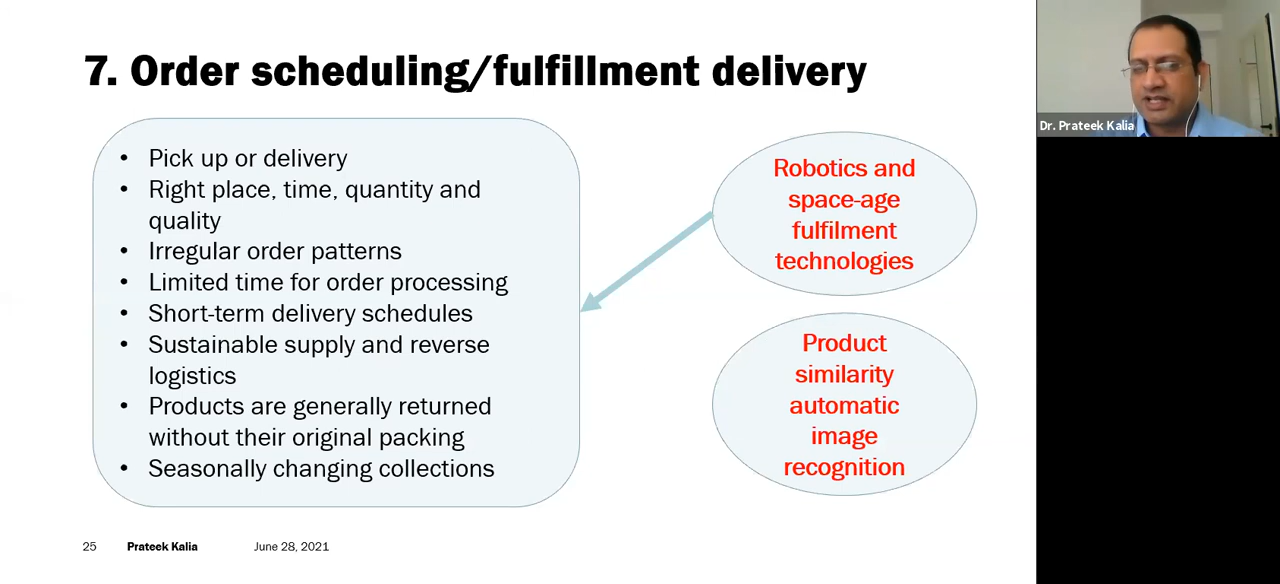 7. Order scheduling/fulfillment delivery
• Pick up or delivery
• Right place, time, quantity and
quality
• Irregular order patterns
• Limited time for order processing
• Short-term delivery schedules
• Sustainable supply and reverse
logistics
• Products are generally returned
without their original packing
• Seasonally changing collections
Robotics and
space-age
fulfilment
technologies
Product
similarity
automatic
image
recognition
25 Prateek Kalia June 28, 2021
Dr. Prateek Kalia